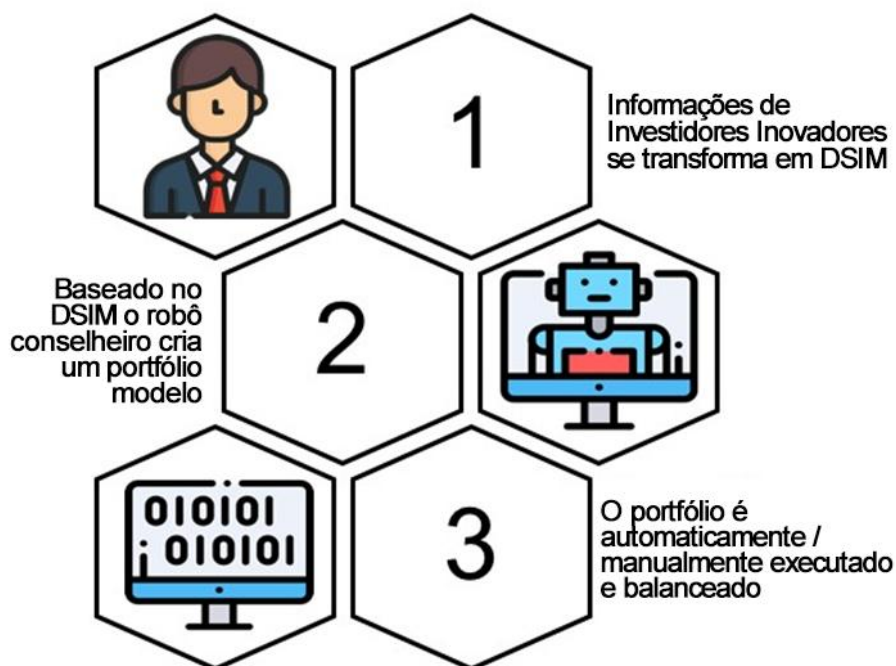 1
Informações de
Investidores Inovadores
se transforma em DSIM
Baseado no
DSIM o robô
conselheiro cria
um portfólio
modelo
2
010101
010101
3
O portfólio é
automaticamente /
manualmente executado
e balanceado